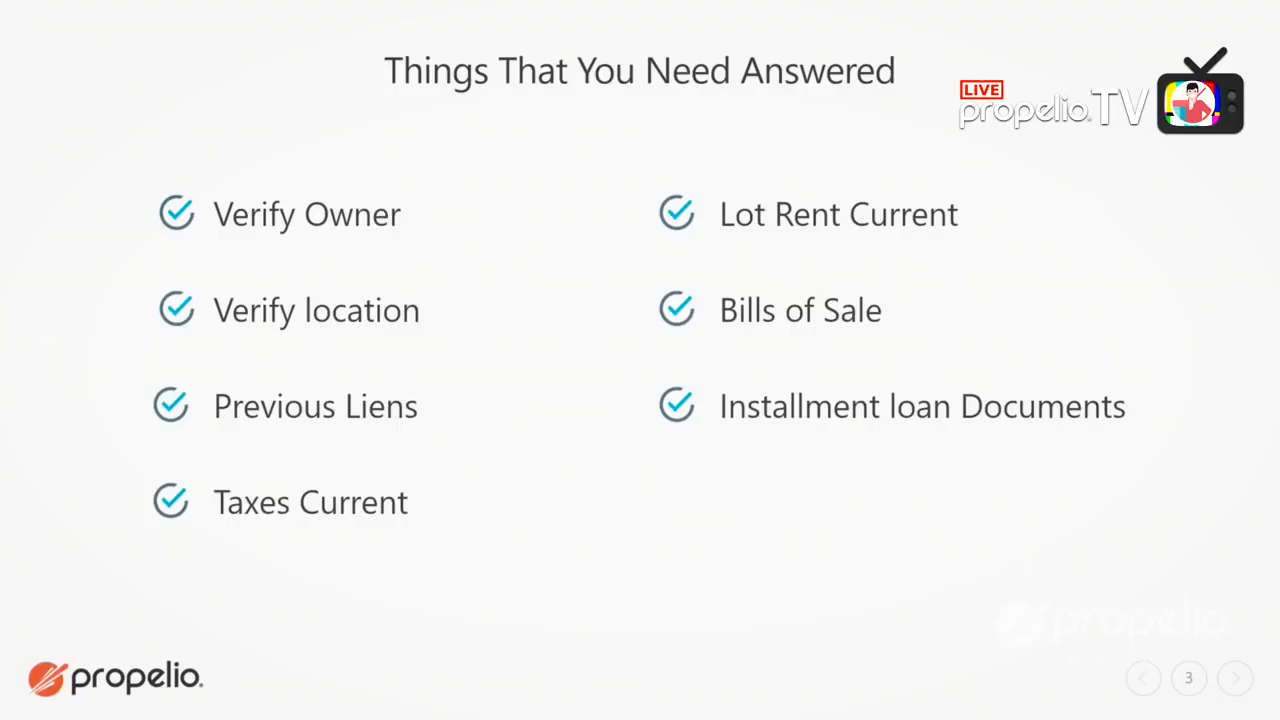 Things That You Need Answered
LIVE
propelio.TV
Verify Owner
Verify location
Previous Liens
Taxes Current
Lot Rent Current
Bills of Sale
Installment loan Documents
propelio
propelio.
3